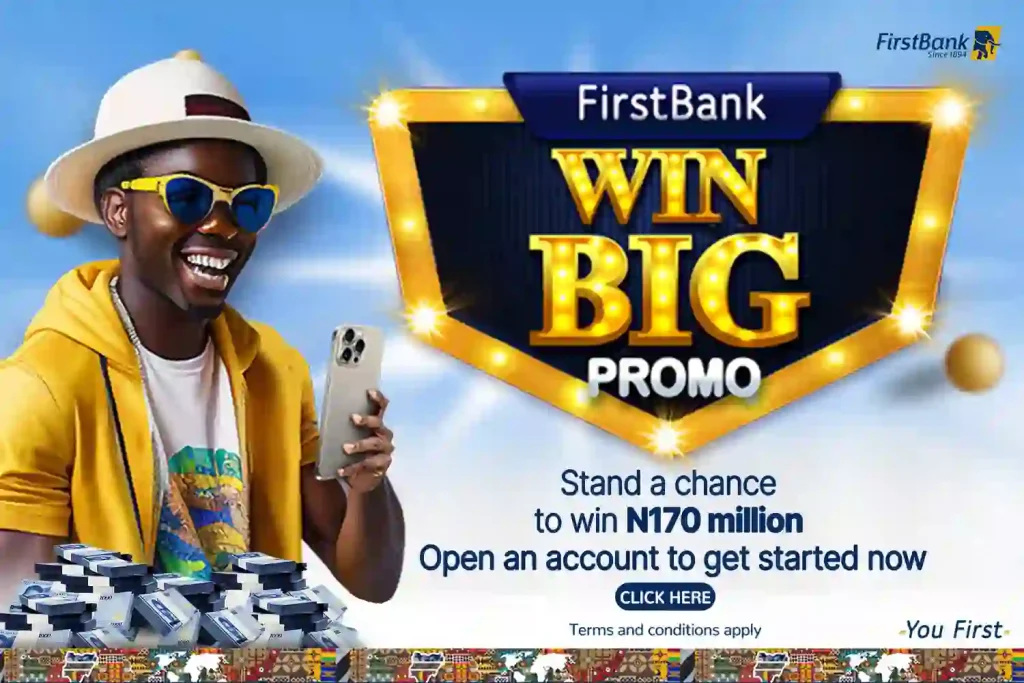 FirstBank
Since 1894
FirstBank
WIN
BIG
PROMO
Stand a chance
to win N170 million
Open an account to get started now
CLICK HERE
Terms and conditions apply
You First